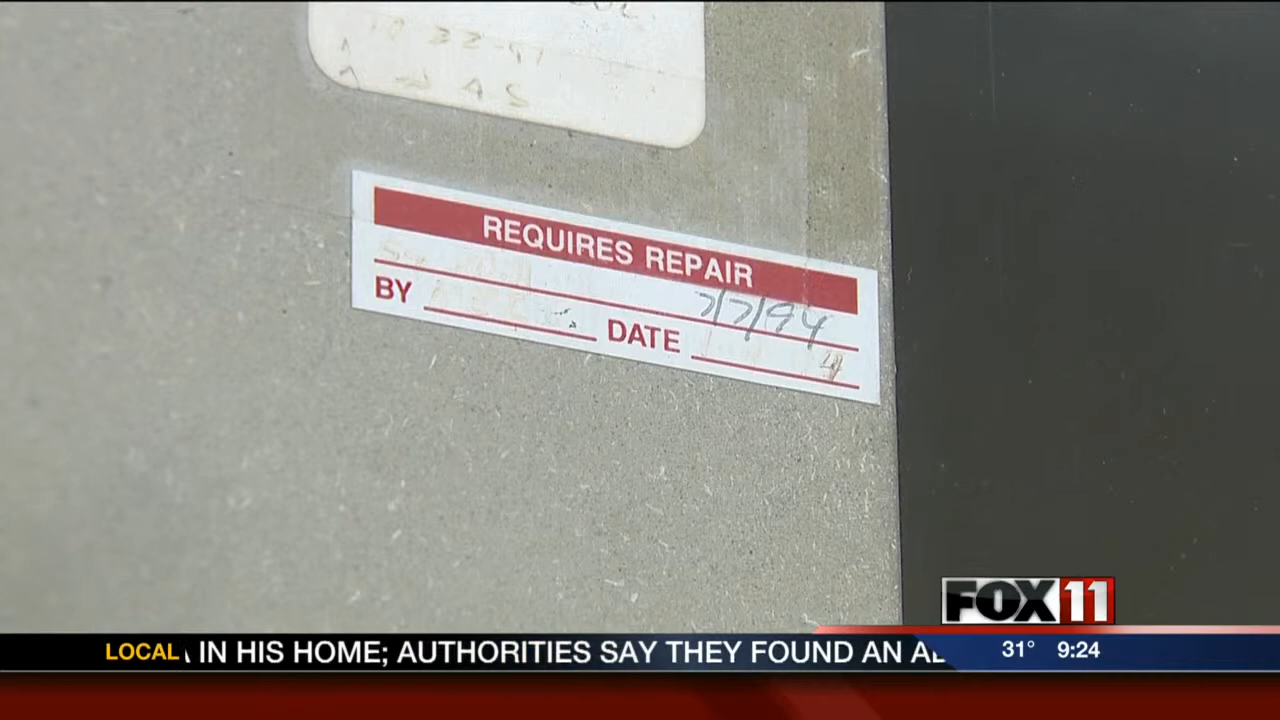 REQUIRES REPAIR
7/7/94
BY DATE
FOX 11
LOCAL IN HIS HOME; AUTHORITIES SAY THEY FOUND AN 31° 9:24